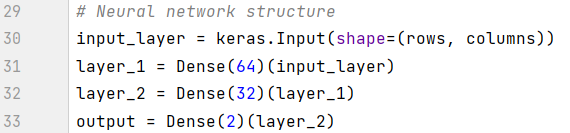 29 # Neural network structure
30 input_layer = keras.Input(shape=(rows, columns))
31 layer_1 = Dense(64)(input_layer)
32 layer_2 = Dense(32)(layer_1)
33 output = Dense(2)(layer_2)